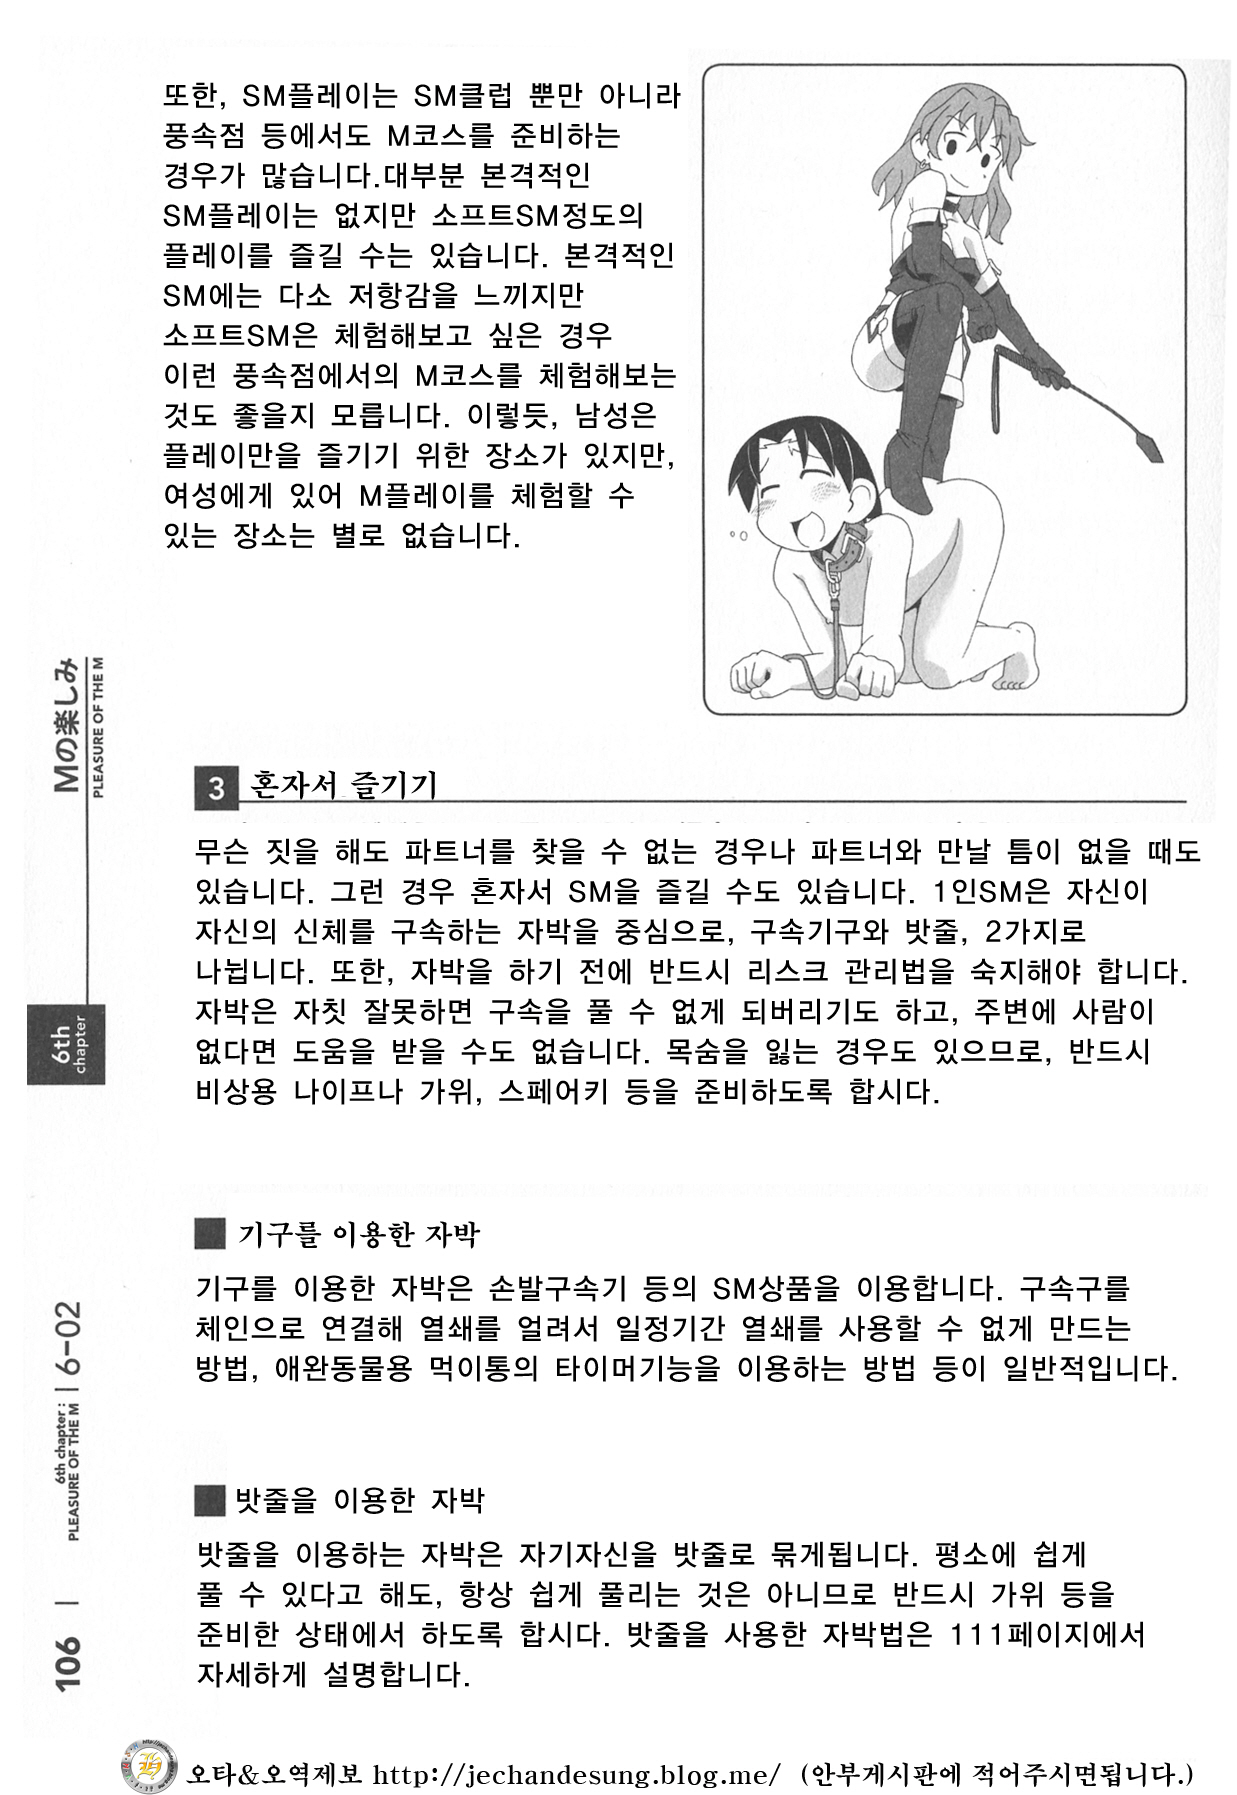 또한, SM플레이는 SM클럽 뿐만 아니라
풍속점 등에서도 M코스를 준비하는
경우가 많습니다.대부분 본격적인
SM플레이는 없지만 소프트SM정도의
플레이를 즐길 수는 있습니다. 본격적인
SM에는 다소 저항감을 느끼지만
소프트SM은 체험해보고 싶은 경우
이런 풍속점에서의 M코스를 체험해보는
것도 좋을지 모릅니다. 이렇듯, 남성은
플레이만을 즐기기 위한 장소가 있지만,
여성에게 있어 M플레이를 체험할 수
있는 장소는 별로 없습니다.
Mの楽しみ
PLEASURE OF THE M
3 혼자서 즐기기
무슨 짓을 해도 파트너를 찾을 수 없는 경우나 파트너와 만날 틈이 없을 때도
있습니다. 그런 경우 혼자서 SM을 즐길 수도 있습니다. 1인SM은 자신이
자신의 신체를 구속하는 자박을 중심으로, 구속기구와 밧줄, 2가지로
나뉩니다. 또한, 자박을 하기 전에 반드시 리스크 관리법을 숙지해야 합니다.
자박은 자칫 잘못하면 구속을 풀 수 없게 되버리기도 하고, 주변에 사람이
없다면 도움을 받을 수도 없습니다. 목숨을 잃는 경우도 있으므로, 반드시
비상용 나이프나 가위, 스페어키 등을 준비하도록 합시다.
6th
chapter
기구를 이용한 자박
기구를 이용한 자박은 손발구속기 등의 SM상품을 이용합니다. 구속구를
체인으로 연결해 열쇄를 얼려서 일정기간 열쇄를 사용할 수 없게 만드는
방법, 애완동물용 먹이통의 타이머기능을 이용하는 방법 등이 일반적입니다.
밧줄을 이용한 자박
밧줄을 이용하는 자박은 자기자신을 밧줄로 묶게됩니다. 평소에 쉽게
풀 수 있다고 해도, 항상 쉽게 풀리는 것은 아니므로 반드시 가위 등을
준비한 상태에서 하도록 합시다. 밧줄을 사용한 자박법은 111페이지에서
자세하게 설명합니다.
106 |
6th chapter :
PLEASURE OF THE M | 6-02
오타&오역제보 http://jechandesung.blog.me/ (안부게시판에 적어주시면됩니다.)